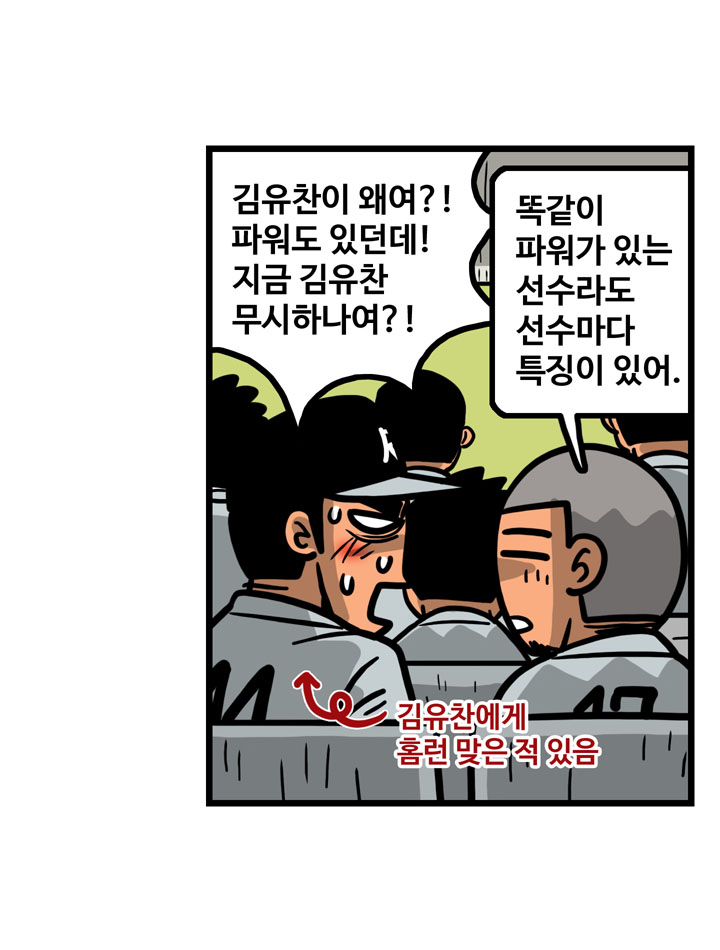 김유찬이 왜여?!
파워도 있던데!
지금 김유찬
무시하나여?!
똑같이
파워가 있는
선수라도
선수마다
특징이 있어.
44
47
김유찬에게
홈런 맞은 적 있음